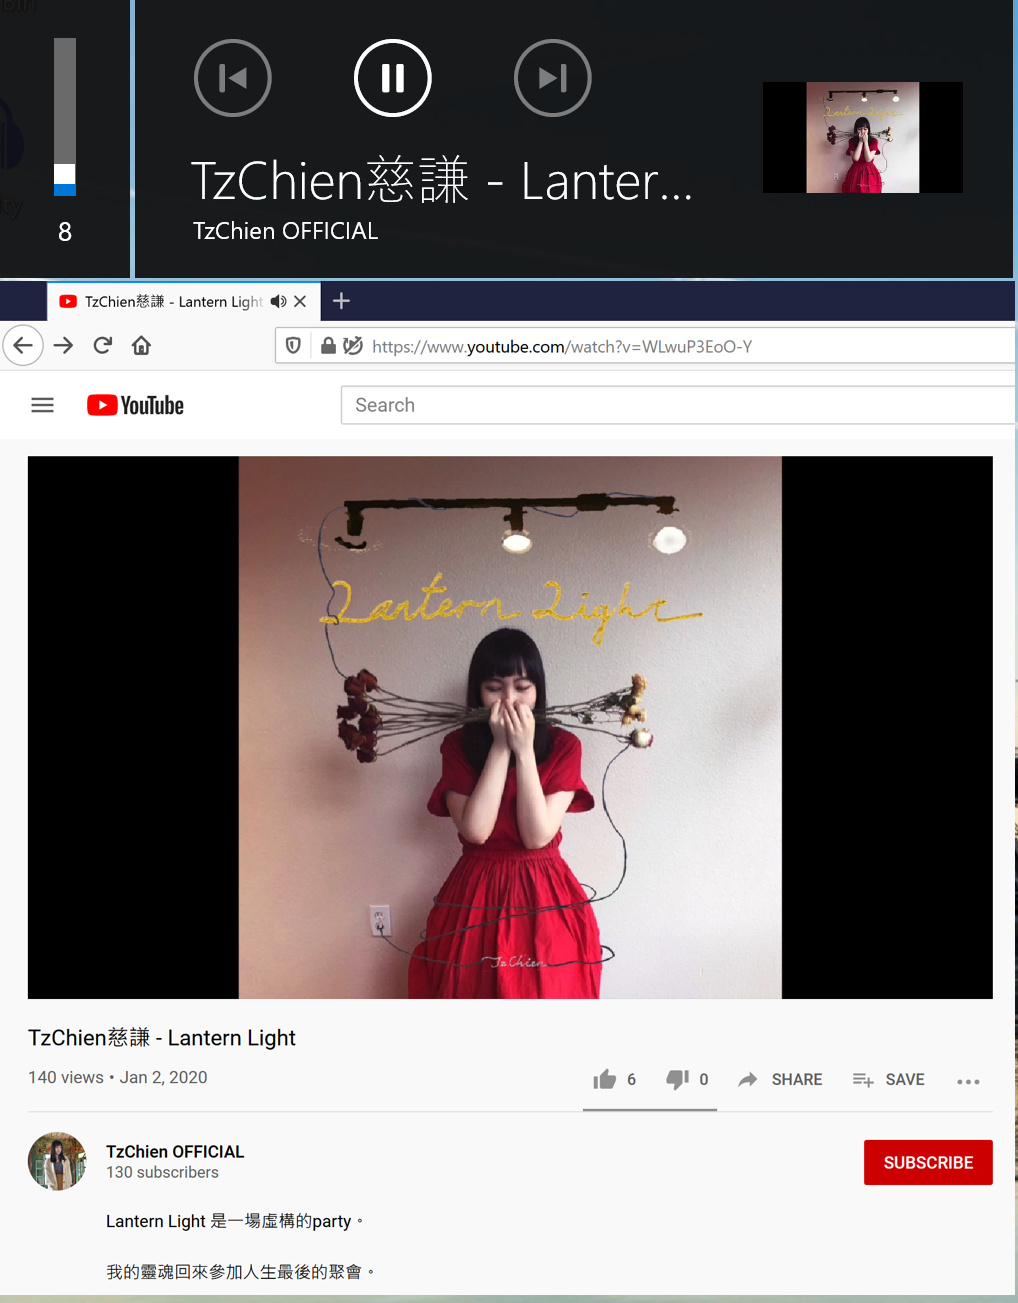 8
TzChien慈謙 - Lanter...
TzChien OFFICIAL
TzChien慈謙 - Lantern Light
https://www.youtube.com/watch?v=WLwuP3EoO-Y
YouTube
Search
Lantern Light
TzChien
TzChien慈謙 - Lantern Light
140 views • Jan 2, 2020
6
0
SHARE
SAVE
TzChien OFFICIAL
130 subscribers
SUBSCRIBE
Lantern Light 是一場虛構的party。
我的靈魂回來參加人生最後的聚會。